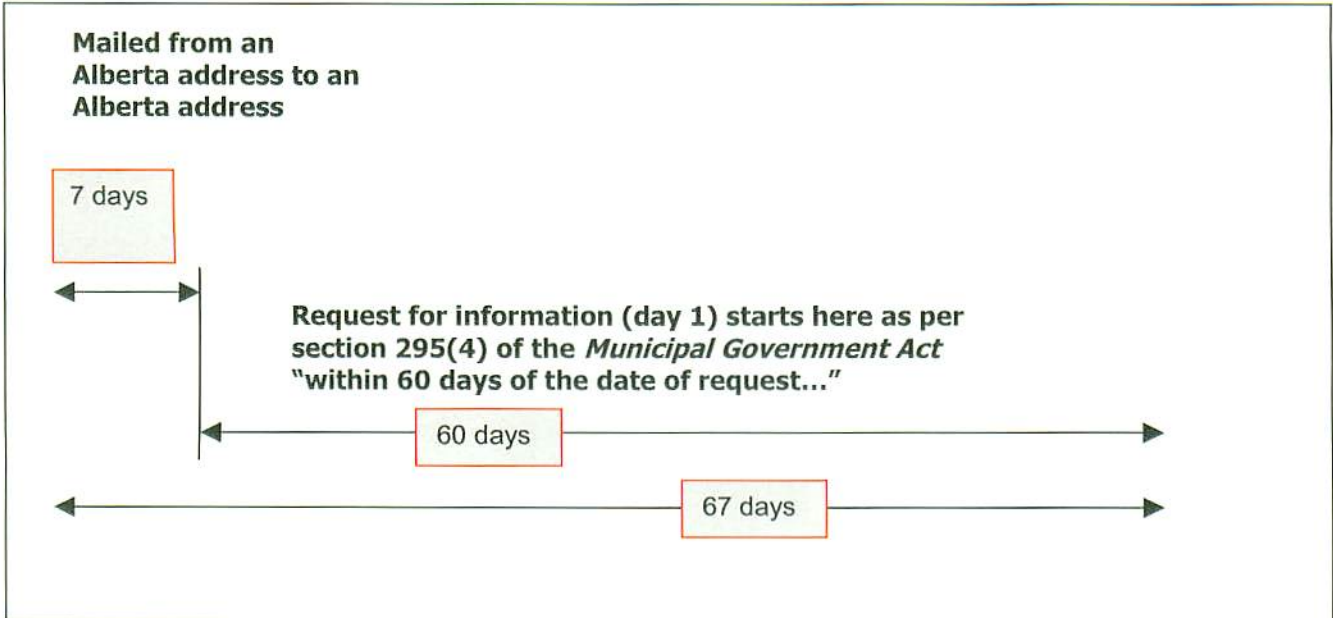 Mailed from an
Alberta address to an
Alberta address
7 days
Request for information (day 1) starts here as per
section 295(4) of the Municipal Government Act
"within 60 days of the date of request..."
60 days
67 days